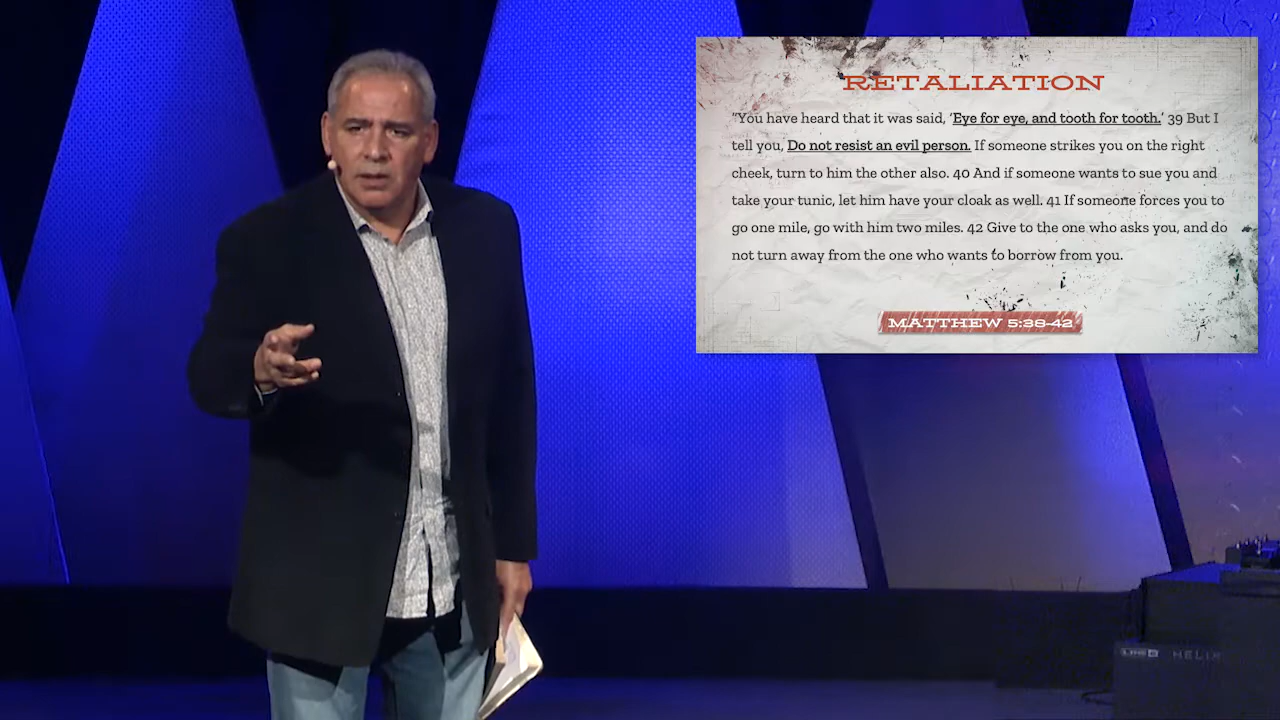 RETALIATION
"You have heard that it was said, 'Eye for eye, and tooth for tooth.' 39 But I
tell you, Do not resist an evil person. If someone strikes you on the right
cheek, turn to him the other also. 40 And if someone wants to sue you and
take your tunic, let him have your cloak as well. 41 If someone forces you to
go one mile, go with him two miles. 42 Give to the one who asks you, and do
not turn away from the one who wants to borrow from you.
MATTHEW 5:38-42
LINE 6 HELIX